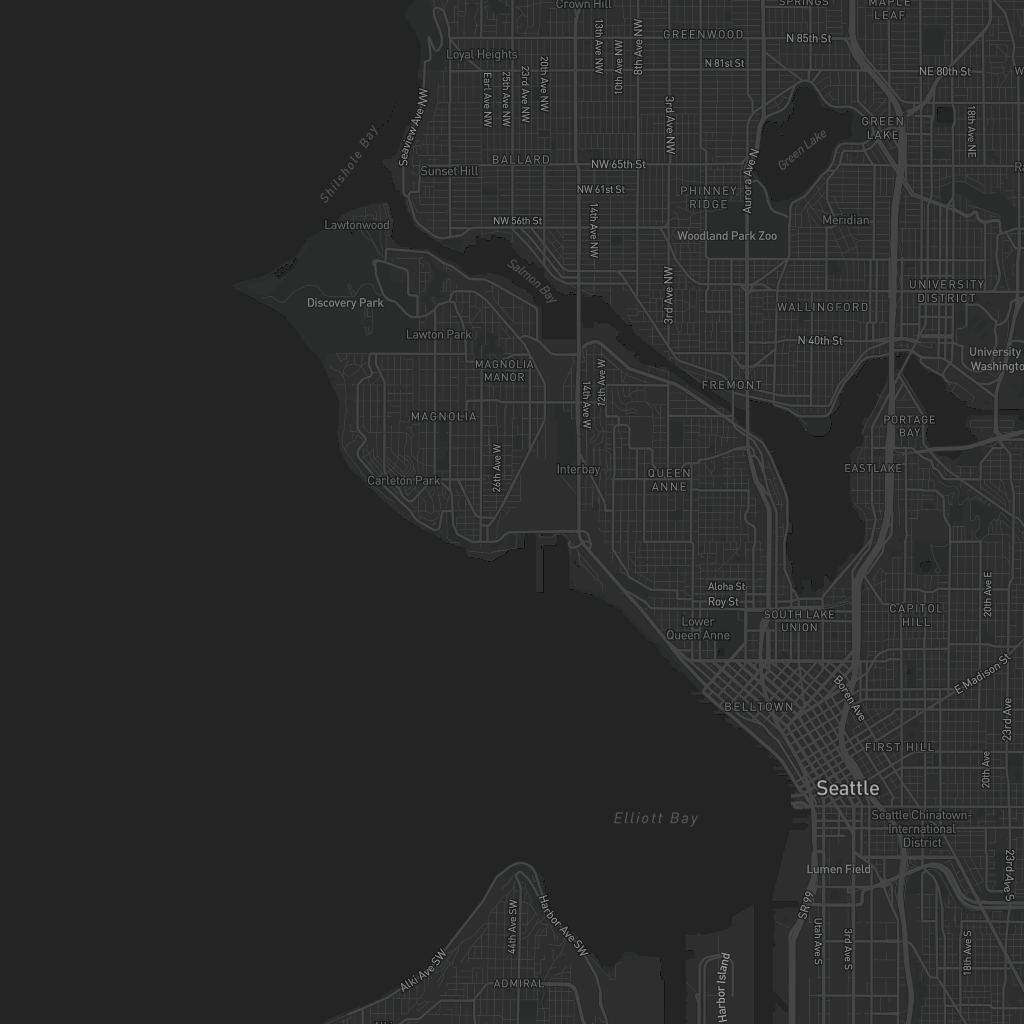 Crown Hill
SPRINGS
MAPLE
LEAF
GREENWOOD
N 85th St
13th Ave NW
10th Ave NW
8th Ave NW
Loyal Heights
N 81st St
NE 80th St
Earl Ave NW
25th Ave NW
23rd Ave NW
20th Ave NW
3rd Ave NW
18th Ave NE
Seaview Ave NW
GREEN
LAKE
Green Lake
Shilshole Bay
BALLARD
NW 65th St
Sunset Hill
NW 61st St
PHINNEY
RIDGE
Aurora Ave N
Lawtonwood
NW 56th St
14th Ave NW
Meridian
Woodland Park Zoo
Salmon Bay
3rd Ave NW
UNIVERSITY
DISTRICT
Discovery Park
WALLINGFORD
Lawton Park
N 40th St
University
Washington
MAGNOLIA
MANOR
12th Ave W
14th Ave W
FREMONT
MAGNOLIA
PORTAGE
BAY
26th Ave W
Interbay
QUEEN
ANNE
EASTLAKE
Carleton Park
Aloha St
Roy St
20th Ave E
SOUTH LAKE
UNION
CAPITOL
HILL
Lower
Queen Anne
E Madison St
Boren Ave
BELLTOWN
23rd Ave
FIRST HILL
20th Ave
Seattle
Elliott Bay
Seattle Chinatown-
International
District
Lumen Field
23rd Ave S
SR 99
44th Ave SW
Harbor Ave SW
Utah Ave S
3rd Ave S
18th Ave S
Alki Ave SW
ADMIRAL
Harbor Island